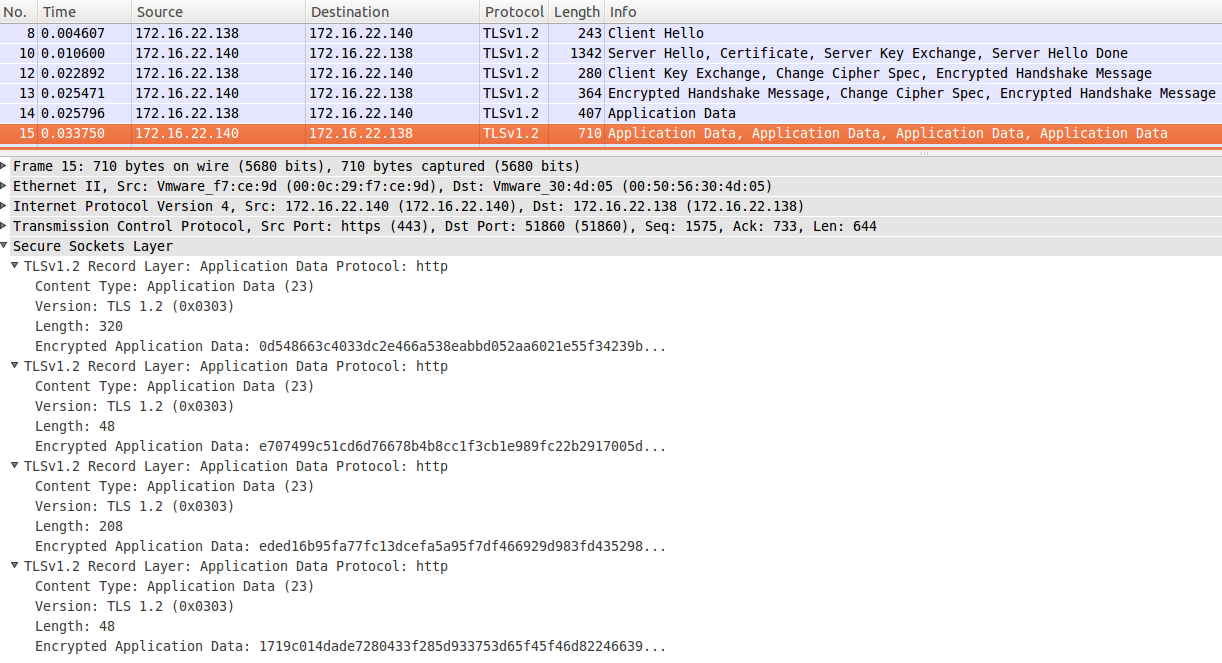 No. Time Source Destination Protocol Length Info
8 0.004607 172.16.22.138 172.16.22.140 TLSv1.2 243 Client Hello
10 0.010600 172.16.22.140 172.16.22.138 TLSv1.2 1342 Server Hello, Certificate, Server Key Exchange, Server Hello Done
12 0.022892 172.16.22.138 172.16.22.140 TLSv1.2 280 Client Key Exchange, Change Cipher Spec, Encrypted Handshake Message
13 0.025471 172.16.22.140 172.16.22.138 TLSv1.2 364 Encrypted Handshake Message, Change Cipher Spec, Encrypted Handshake Message
14 0.025796 172.16.22.138 172.16.22.140 TLSv1.2 407 Application Data
15 0.033750 172.16.22.140 172.16.22.138 TLSv1.2 710 Application Data, Application Data, Application Data, Application Data
Frame 15: 710 bytes on wire (5680 bits), 710 bytes captured (5680 bits)
Ethernet II, Src: Vmware_f7:ce:9d (00:0c:29:f7:ce:9d), Dst: Vmware_30:4d:05 (00:50:56:30:4d:05)
Internet Protocol Version 4, Src: 172.16.22.140 (172.16.22.140), Dst: 172.16.22.138 (172.16.22.138)
Transmission Control Protocol, Src Port: https (443), Dst Port: 51860 (51860), Seq: 1575, Ack: 733, Len: 644
Secure Sockets Layer
TLSv1.2 Record Layer: Application Data Protocol: http
Content Type: Application Data (23)
Version: TLS 1.2 (0x0303)
Length: 320
Encrypted Application Data: 0d548663c4033dc2e466a538eabbd052aa6021e55f34239b...
TLSv1.2 Record Layer: Application Data Protocol: http
Content Type: Application Data (23)
Version: TLS 1.2 (0x0303)
Length: 48
Encrypted Application Data: e707499c51cd6d76678b4b8cc1f3cb1e989fc22b2917005d...
TLSv1.2 Record Layer: Application Data Protocol: http
Content Type: Application Data (23)
Version: TLS 1.2 (0x0303)
Length: 208
Encrypted Application Data: eded16b95fa77fc13dcefa5a95f7df466929d983fd435298...
TLSv1.2 Record Layer: Application Data Protocol: http
Content Type: Application Data (23)
Version: TLS 1.2 (0x0303)
Length: 48
Encrypted Application Data: 1719c014dade7280433f285d933753d65f45f46d82246639...